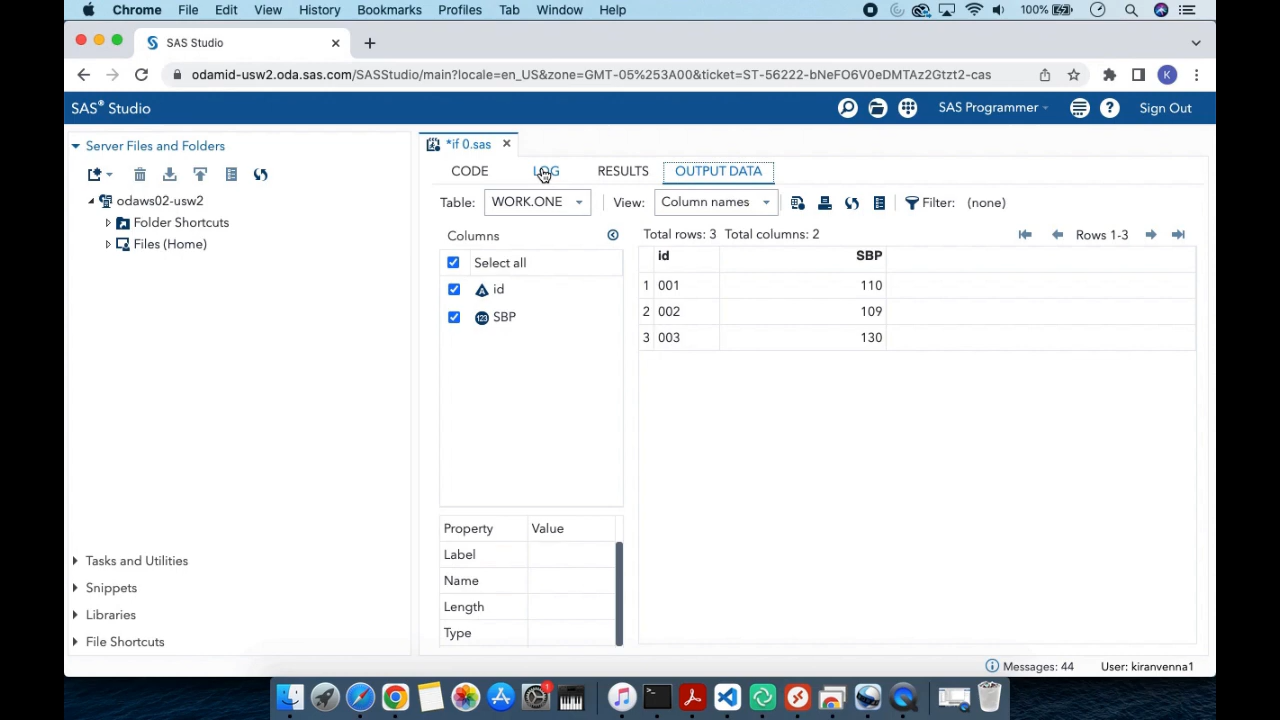 Chrome File Edit View History Bookmarks Profiles Tab Window Help 100%
SAS Studio
odamid-usw2.oda.sas.com/SASStudio/main?locale=en_US&zone=GMT-05%253A00&ticket=ST-56222-bNeFO6V0eDMTAz2Gtzt2-cas K
SAS® Studio SAS Programmer ? Sign Out
Server Files and Folders
*if 0.sas
CODE LOG RESULTS OUTPUT DATA
Table: WORK.ONE View: Column names Filter: (none)
odaws02-usw2
Folder Shortcuts
Files (Home)
Columns
Total rows: 3 Total columns: 2 Rows 1-3
Select all
id
SBP
id SBP
1 001 110
2 002 109
3 003 130
Property Value
Label
Name
Length
Type
Tasks and Utilities
Snippets
Libraries
File Shortcuts
Messages: 44 User: kiranvenna1
1